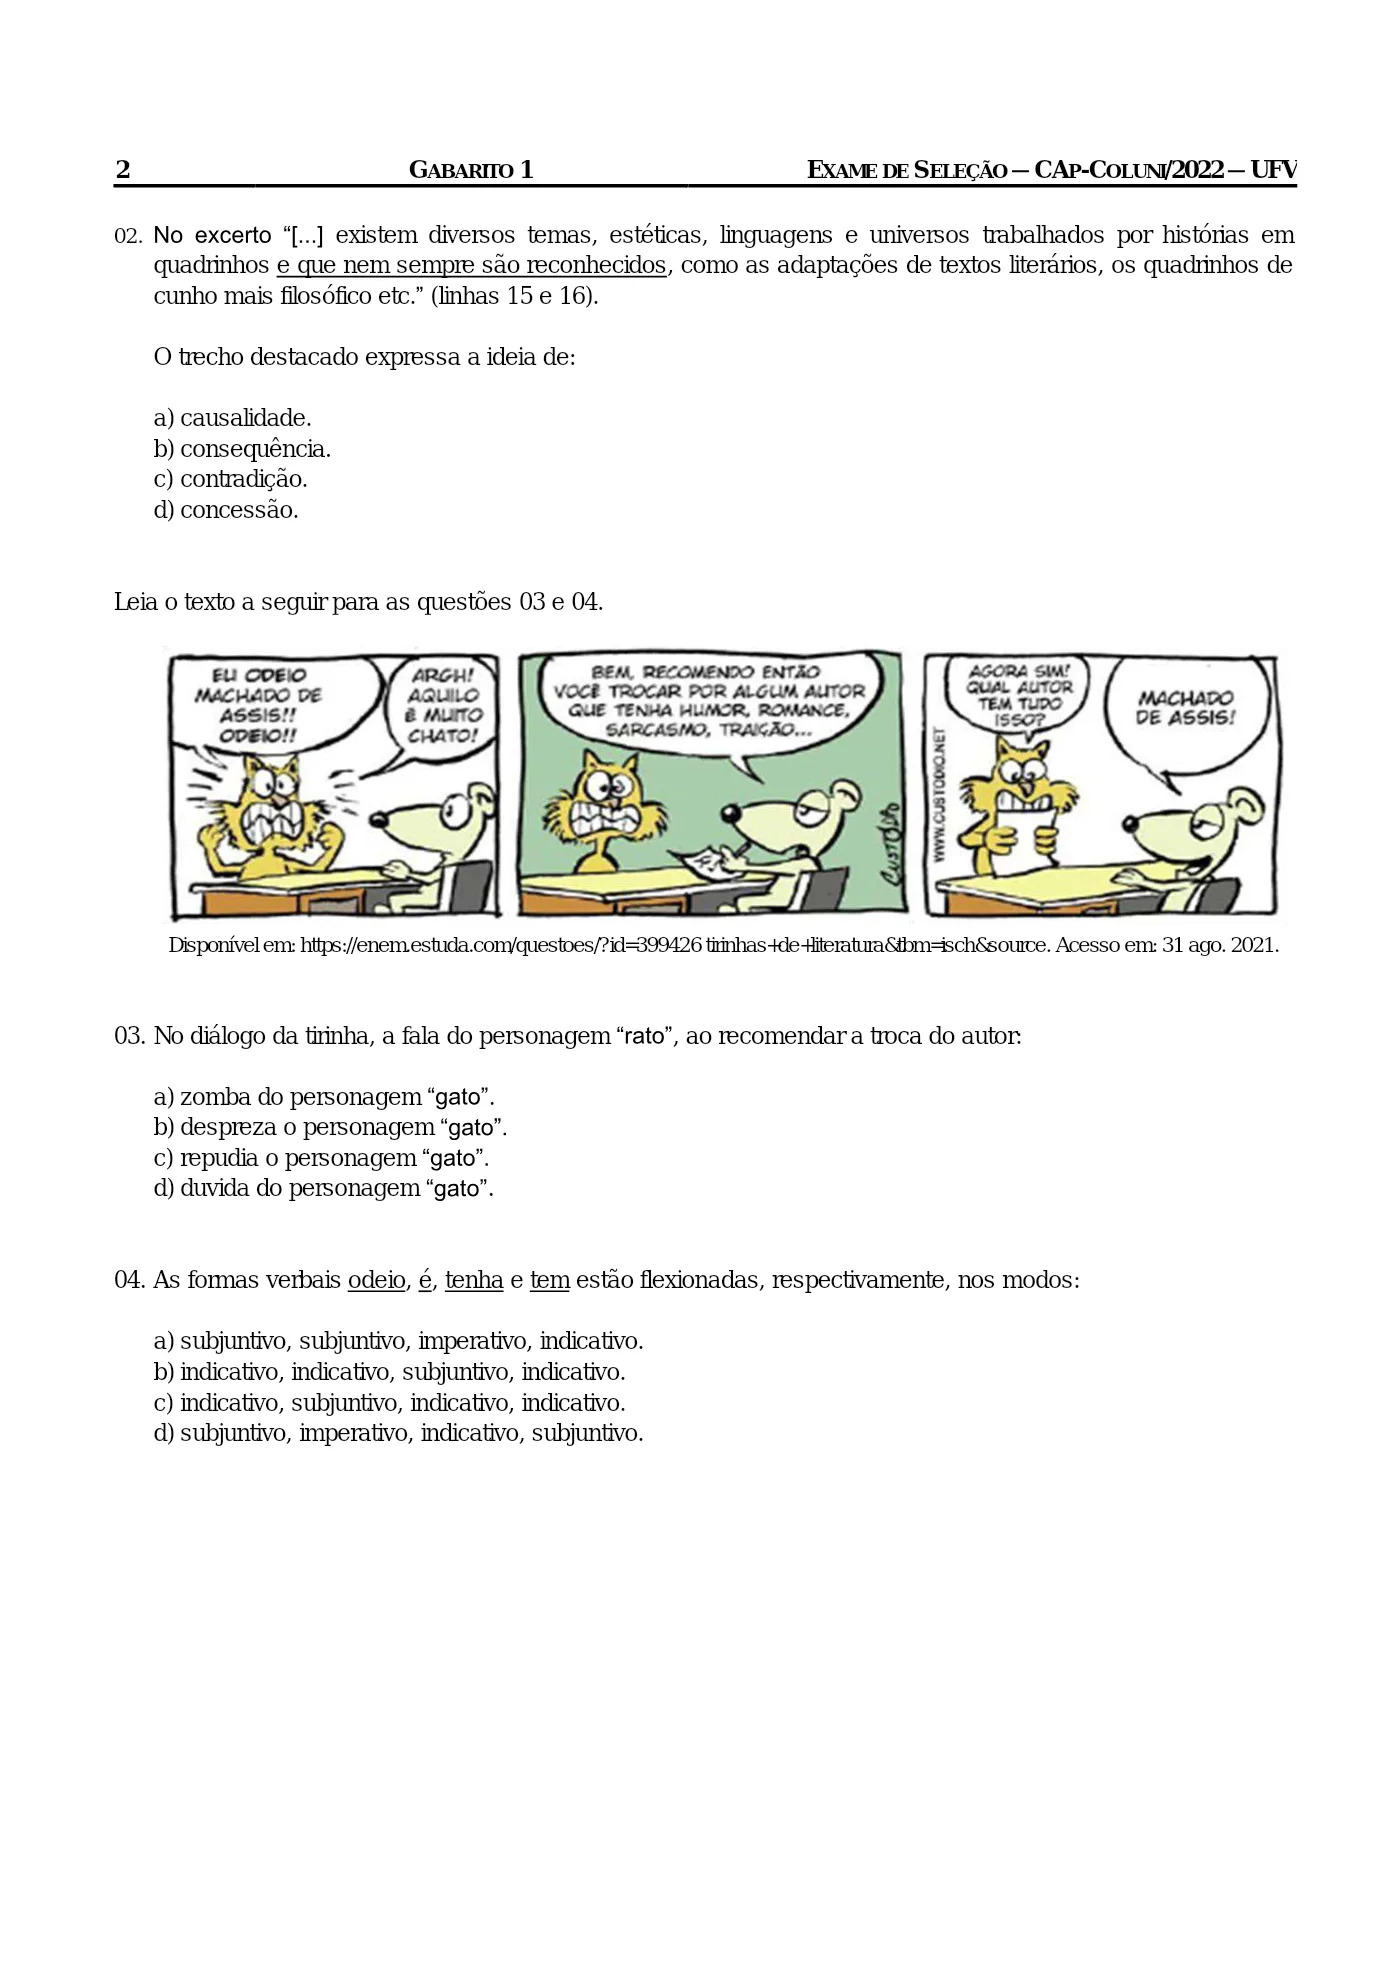 2 GABARITO 1 EXAME DE SELEÇÃO — CAP-COLUNI/2022 — UFV
02. No excerto “[...] existem diversos temas, estéticas, linguagens e universos trabalhados por histórias em
quadrinhos e que nem sempre são reconhecidos, como as adaptações de textos literários, os quadrinhos de
cunho mais filosófico etc.” (linhas 15 e 16).
O trecho destacado expressa a ideia de:
a) causalidade.
b) consequência.
c) contradição.
d) concessão.
Leia o texto a seguir para as questões 03 e 04.
EU ODEIO
MACHADO DE
ASSIS!!
ODEIO!!
ARGH!
AQUILO
É MUITO
CHATO!
BEM, RECOMENDO ENTÃO
VOCÊ TROCAR POR ALGUM AUTOR
QUE TENHA HUMOR, ROMANCE,
SARCASMO, TRAIÇÃO...
CUSTÓDIO
AGORA SIM!
QUAL AUTOR
TEM TUDO
ISSO?
MACHADO
DE ASSIS!
WWW.CUSTODIO.NET
Disponível em: https://enem.estuda.com/questoes/?id=399426 tirinhas+de+literatura&tbm=isch&source. Acesso em: 31 ago. 2021.
03. No diálogo da tirinha, a fala do personagem “rato”, ao recomendar a troca do autor:
a) zomba do personagem “gato”.
b) despreza o personagem “gato”.
c) repudia o personagem “gato”.
d) duvida do personagem “gato”.
04. As formas verbais odeio, é, tenha e tem estão flexionadas, respectivamente, nos modos:
a) subjuntivo, subjuntivo, imperativo, indicativo.
b) indicativo, indicativo, subjuntivo, indicativo.
c) indicativo, subjuntivo, indicativo, indicativo.
d) subjuntivo, imperativo, indicativo, subjuntivo.